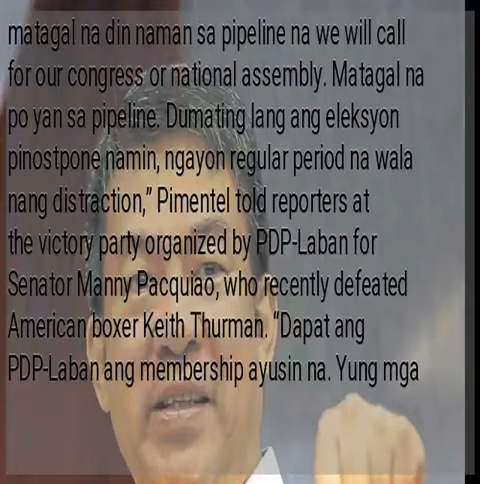 matagal na din naman sa pipeline na we will call
for our congress or national assembly. Matagal na
po yan sa pipeline. Dumating lang ang eleksyon
pinostpone namin, ngayon regular period na wala
nang distraction,” Pimentel told reporters at
the victory party organized by PDP-Laban for
Senator Manny Pacquiao, who recently defeated
American boxer Keith Thurman. “Dapat ang
PDP-Laban ang membership ayusin na. Yung mga